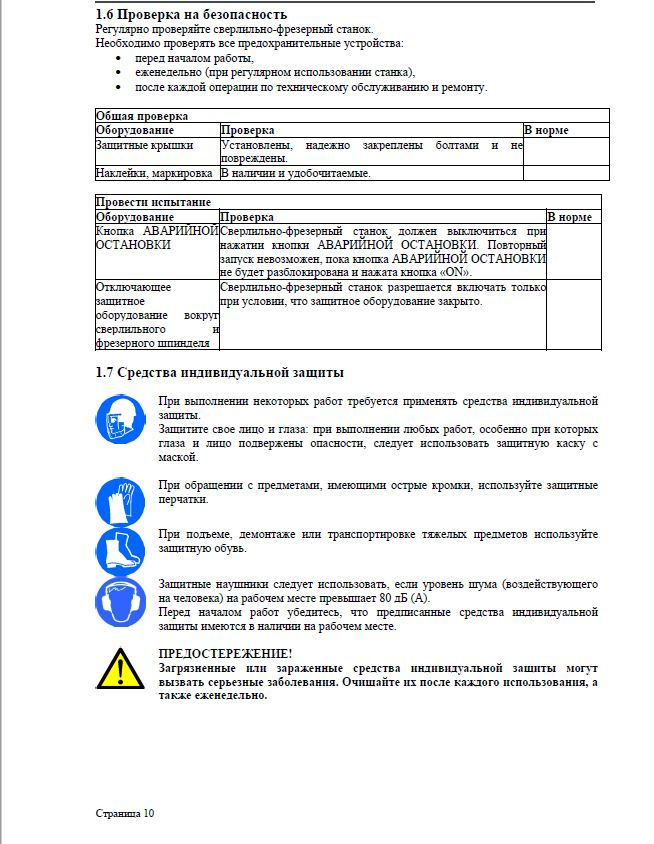 1.6 Проверка на безопасность
Регулярно проверяйте сверлильно-фрезерный станок.
Необходимо проверять все предохранительные устройства:
• перед началом работы,
• еженедельно (при регулярном использовании станка),
• после каждой операции по техническому обслуживанию и ремонту.
Общая проверка
Оборудование Проверка В норме
Защитные крышки Установлены, надежно закреплены болтами и не
повреждены.
Наклейки, маркировка В наличии и удобочитаемые.
Провести испытание
Оборудование Проверка В норме
Кнопка АВАРИЙНОЙ Сверлильно-фрезерный станок должен выключиться при
ОСТАНОВКИ нажатии кнопки АВАРИЙНОЙ ОСТАНОВКИ. Повторный
запуск невозможен, пока кнопка АВАРИЙНОЙ ОСТАНОВКИ
не будет разблокирована и нажата кнопка «ON».
Отключающее Сверлильно-фрезерный станок разрешается включать только
защитное при условии, что защитное оборудование закрыто.
оборудование вокруг
сверлильного и
фрезерного шпинделя
1.7 Средства индивидуальной защиты
При выполнении некоторых работ требуется применять средства индивидуальной
защиты.
Защитите свое лицо и глаза: при выполнении любых работ, особенно при которых
глаза и лицо подвержены опасности, следует использовать защитную каску с
маской.
При обращении с предметами, имеющими острые кромки, используйте защитные
перчатки.
При подъеме, демонтаже или транспортировке тяжелых предметов используйте
защитную обувь.
Защитные наушники следует использовать, если уровень шума (воздействующего
на человека) на рабочем месте превышает 80 дБ (А).
Перед началом работ убедитесь, что предписанные средства индивидуальной
защиты имеются в наличии на рабочем месте.
ПРЕДОСТЕРЕЖЕНИЕ!
Загрязненные или зараженные средства индивидуальной защиты могут
вызвать серьезные заболевания. Очищайте их после каждого использования, а
также еженедельно.
Страница 10